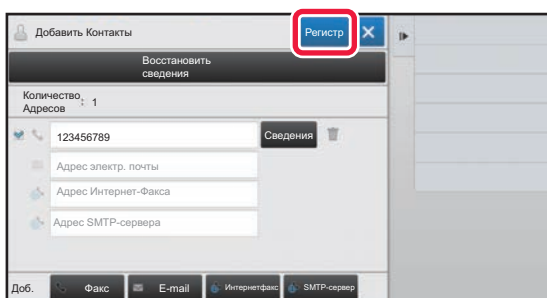 Добавить Контакты
Регистр
Восстановить
сведения
Количество
Адресов : 1
123456789
Сведения
Адрес электр. почты
Адрес Интернет-Факса
Адрес SMTP-сервера
Доб.
Факс
E-mail
Интернетфакс
SMTP-сервер